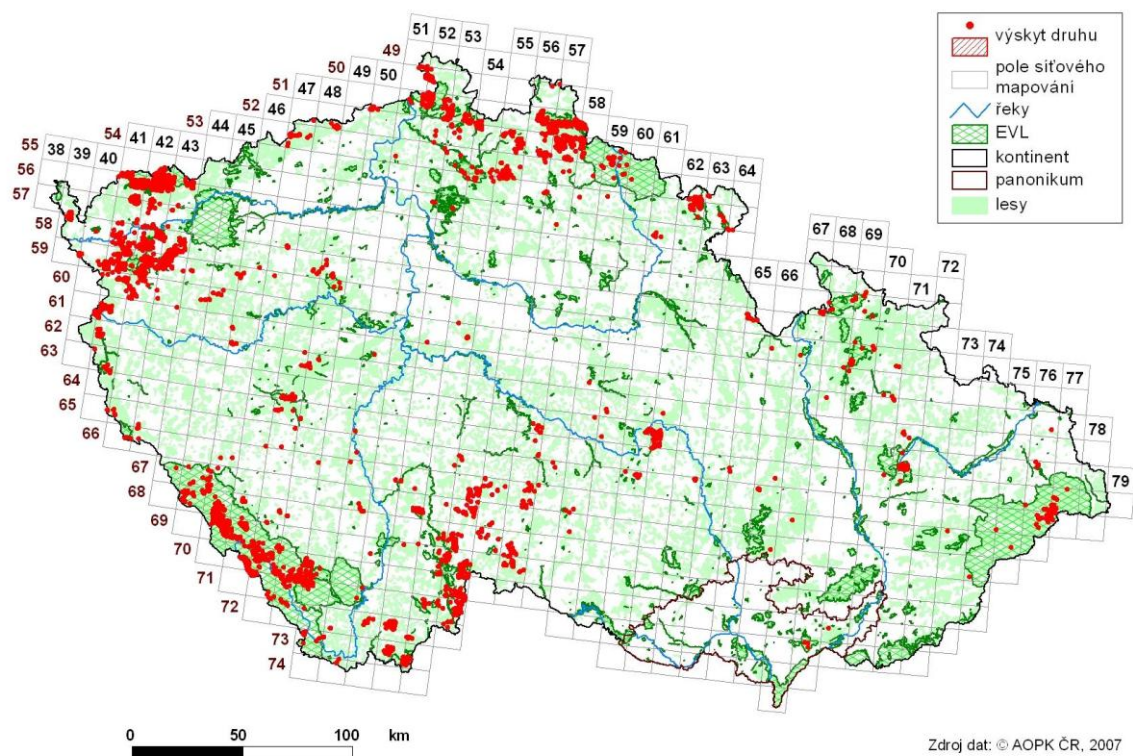 51 52 53
55 56 57
49
54
50
49 50
51
47 48
58
52
46
59 60 61
53
44 45
54
41 42 43
55
38 39 40
62 63 64
56
57
58
67 68 69
59
70
72
60
65 66
71
61
62
73 74
63
75 76 77
64
65
78
66
67
79
68
69
70
71
72
73
74
výskyt druhu
pole síťového
mapování
řeky
EVL
kontinent
panonikum
lesy
0 50 100 km
Zdroj dat: © AOPK ČR, 2007